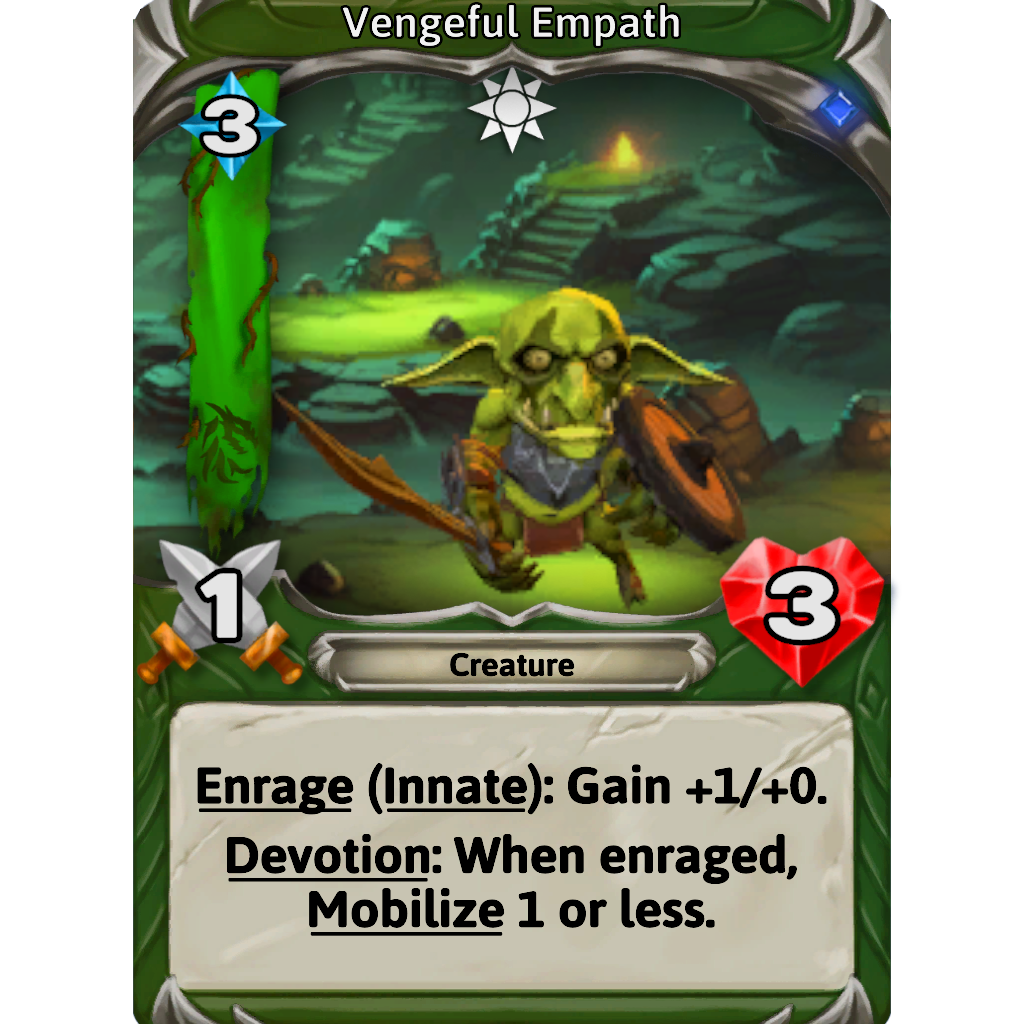 Vengeful Empath
3
1
3
Creature
Enrage (Innate): Gain +1/+0.
Devotion: When enraged,
Mobilize 1 or less.